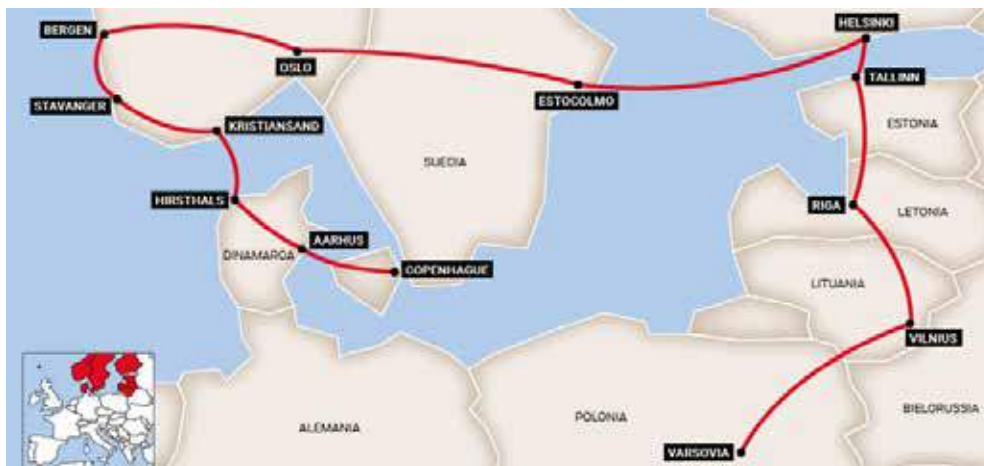 BERGEN
HELSINKI
OSLO
TALLINN
STAVANGER
ESTOCOLMO
KRISTIANSAND
ESTONIA
SUECIA
HIRSTHALS
RIGA
LETONIA
AARHUS
DINAMARCA
COPENHAGUE
LITUANIA
VILNIUS
BIELORUSSIA
POLONIA
ALEMANIA
VARSOVIA